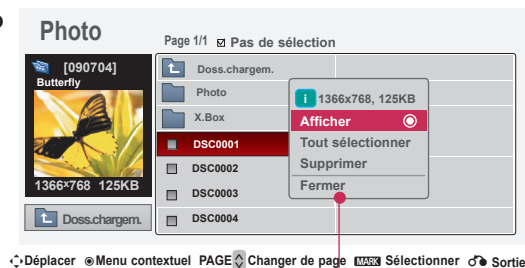 Photo
Page 1/1 Pas de sélection
[090704]
Butterfly
1366x768 125KB
Doss.chargem.
Doss.chargem.
Photo
X.Box
DSC0001
DSC0002
DSC0003
DSC0004
i 1366x768, 125KB
Afficher
Tout sélectionner
Supprimer
Fermer
Déplacer Menu contextuel PAGE Changer de page MARK Sélectionner Sortie